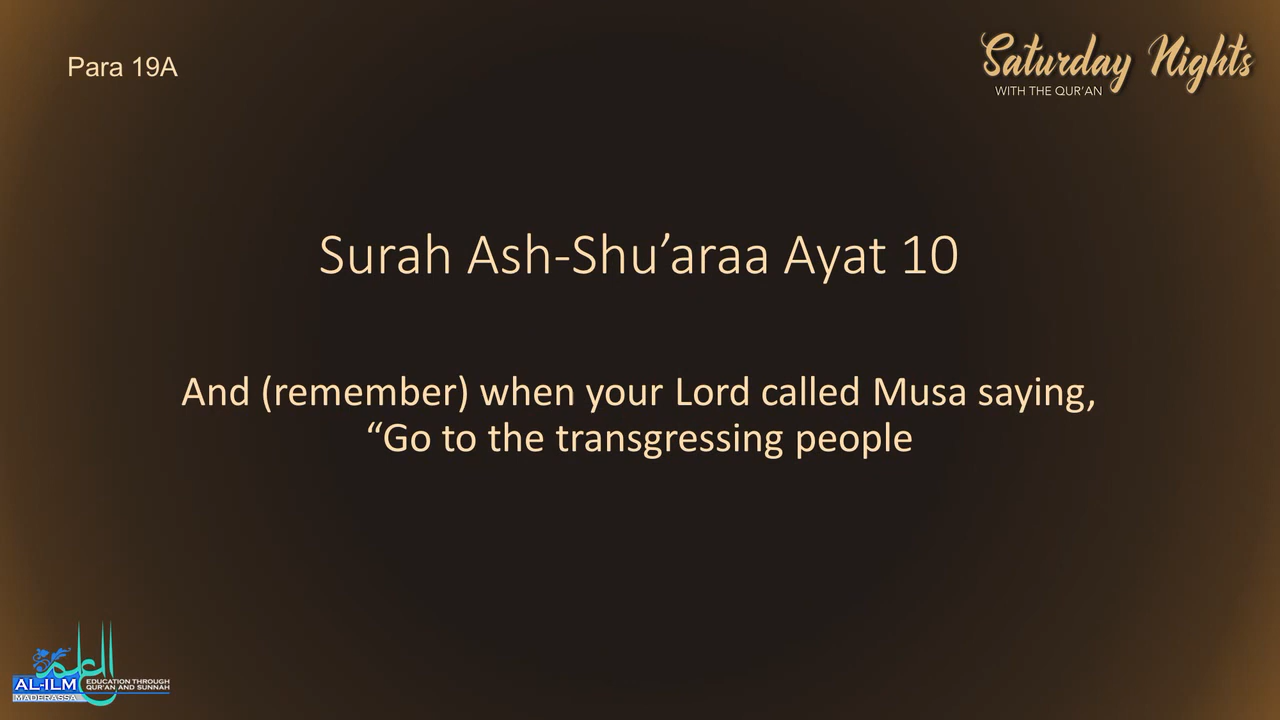 Para 19A
Saturday Nights
WITH THE QUR'AN
Surah Ash-Shu’araa Ayat 10
And (remember) when your Lord called Musa saying,
“Go to the transgressing people
العلم
AL-ILM
MADERASSA
EDUCATION THROUGH
QUR'AN AND SUNNAH